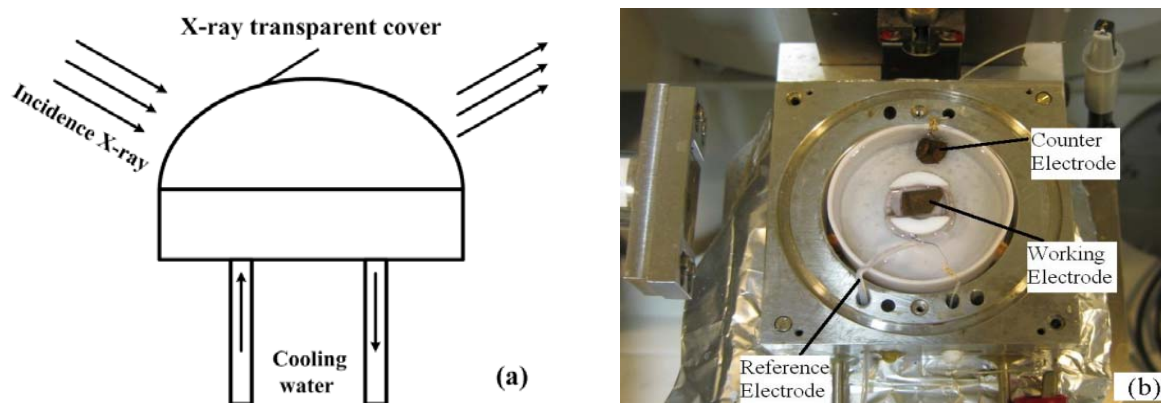 X-ray transparent cover
Incidence X-ray
Cooling
water
(a)
Counter
Electrode
Working
Electrode
Reference
Electrode
(b)